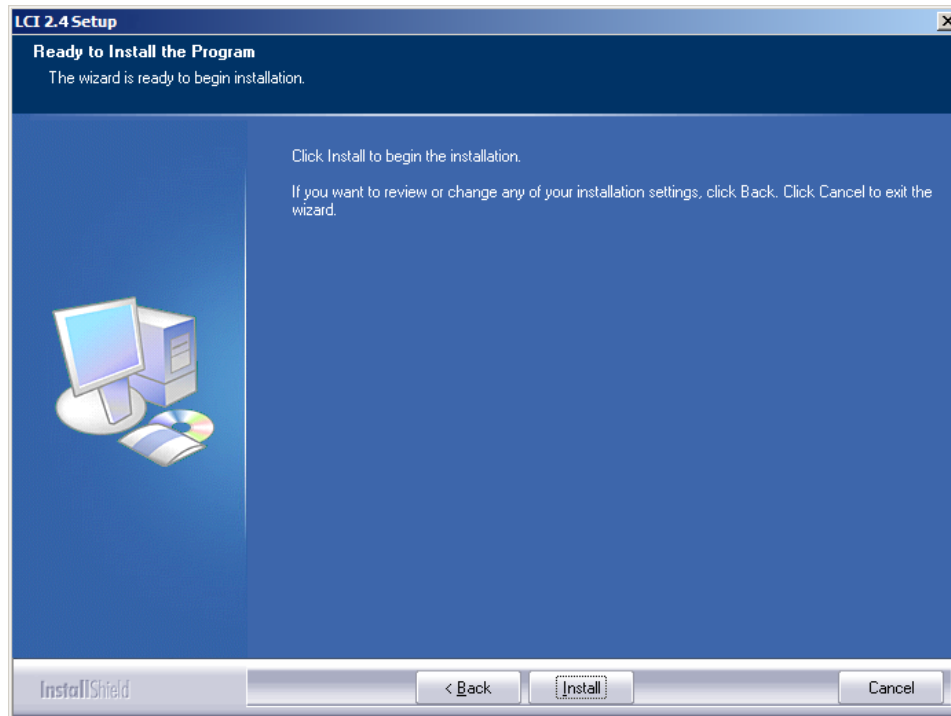 LCI 2.4 Setup
Ready to Install the Program
The wizard is ready to begin installation.
Click Install to begin the installation.
If you want to review or change any of your installation settings, click Back. Click Cancel to exit the
wizard.
InstallShield
< Back
Install
Cancel